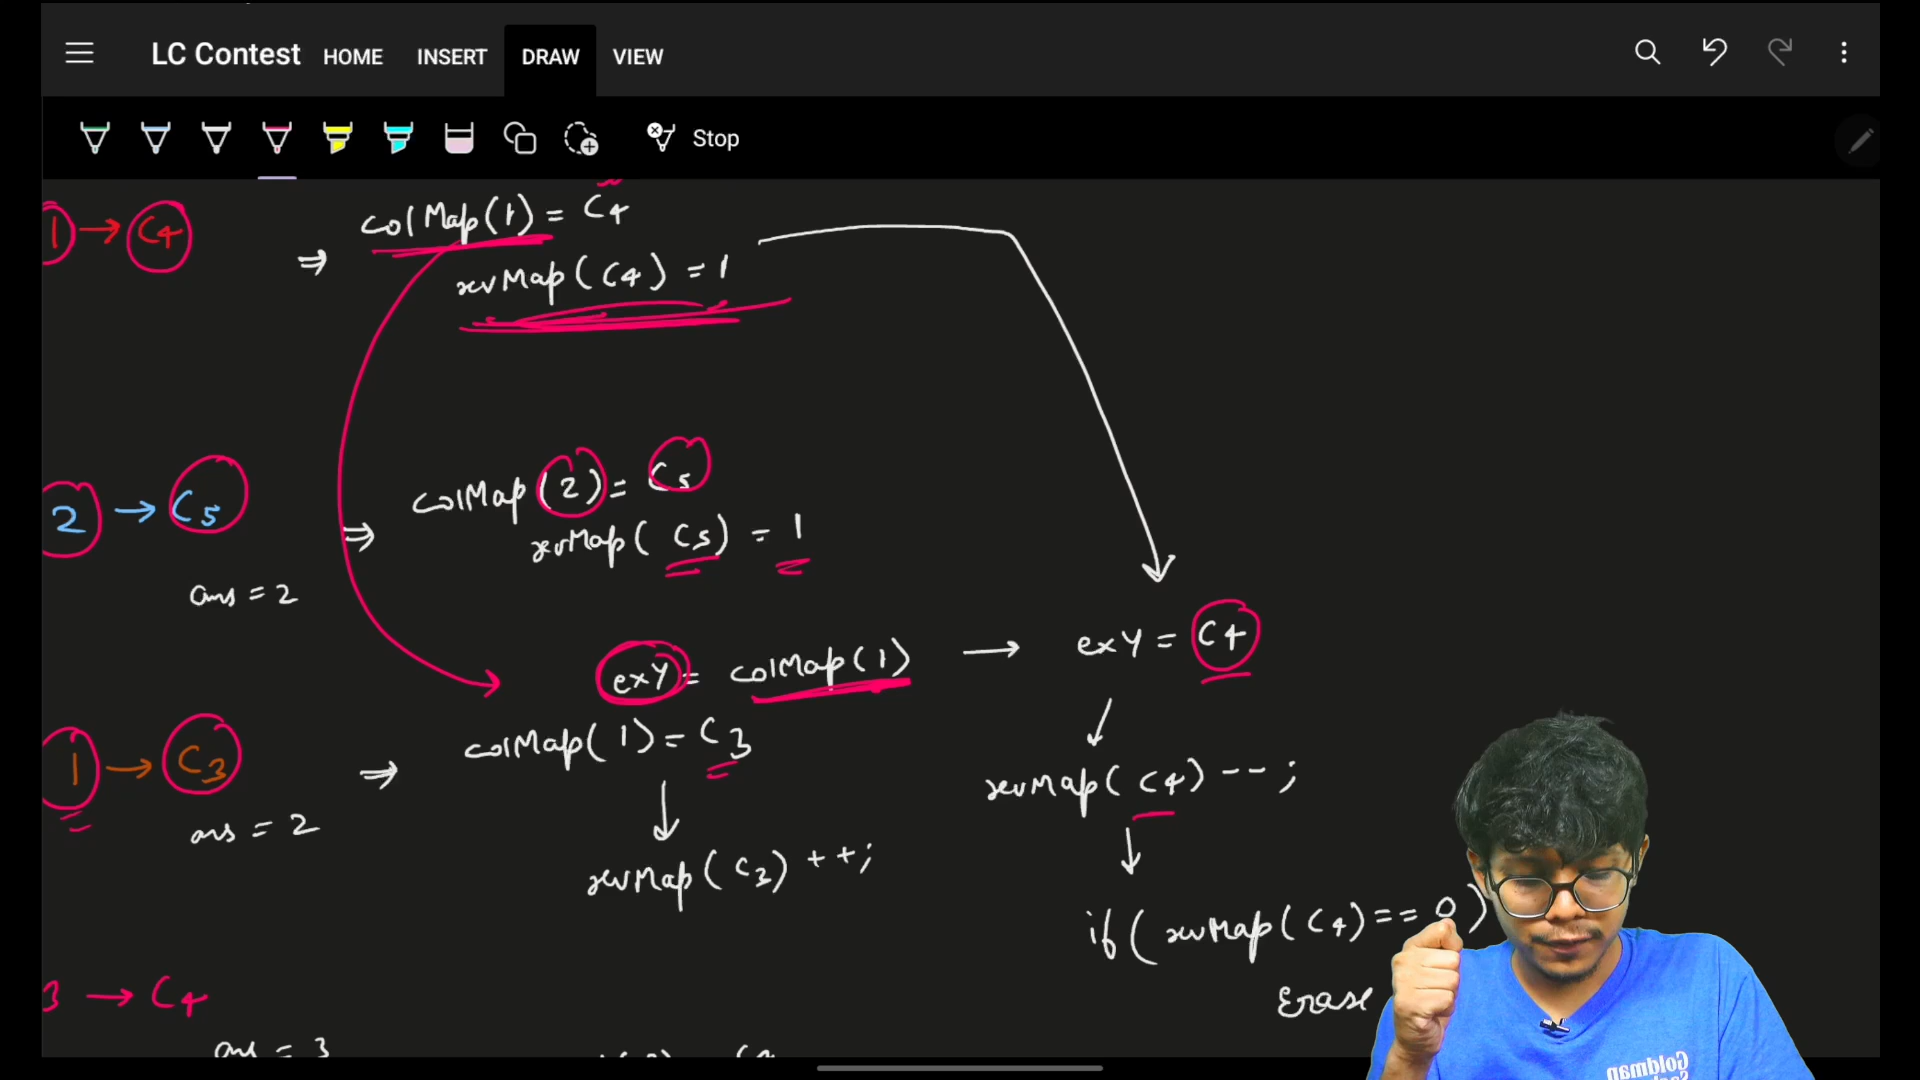 LC Contest HOME INSERT DRAW VIEW
Stop
1 → C4
⇒ colMap(1) = C4
revMap(C4) = 1
2 → C5
⇒ colMap(2) = C5
revMap(C5) = 1
ans = 2
exY = colMap(1) → exY = C4
1 → C3
⇒ colMap(1) = C3
revMap(C4)--;
ans = 2
revMap(C3)++;
if(revMap(C4)==0)
Erase
3 → C4
ans = 3
Goldman